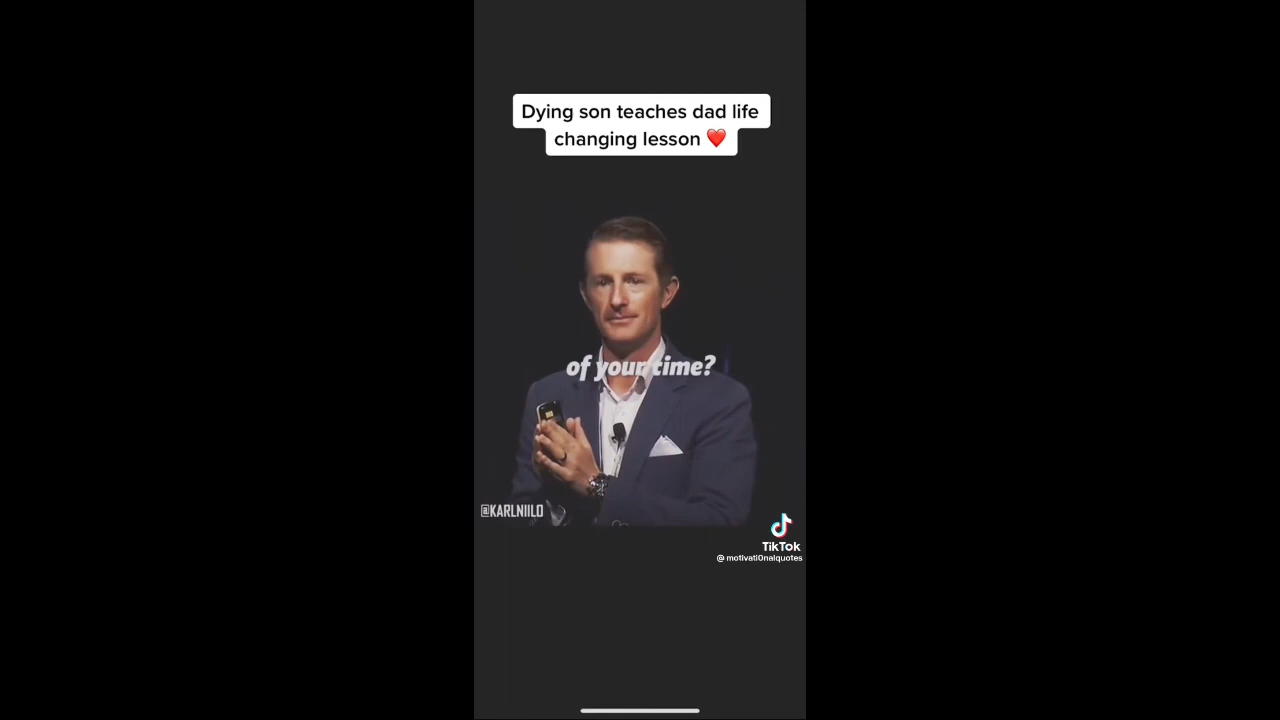 Dying son teaches dad life
changing lesson ❤️
of your time?
@KARLNIILO
TikTok
@ motivati0nalquotes